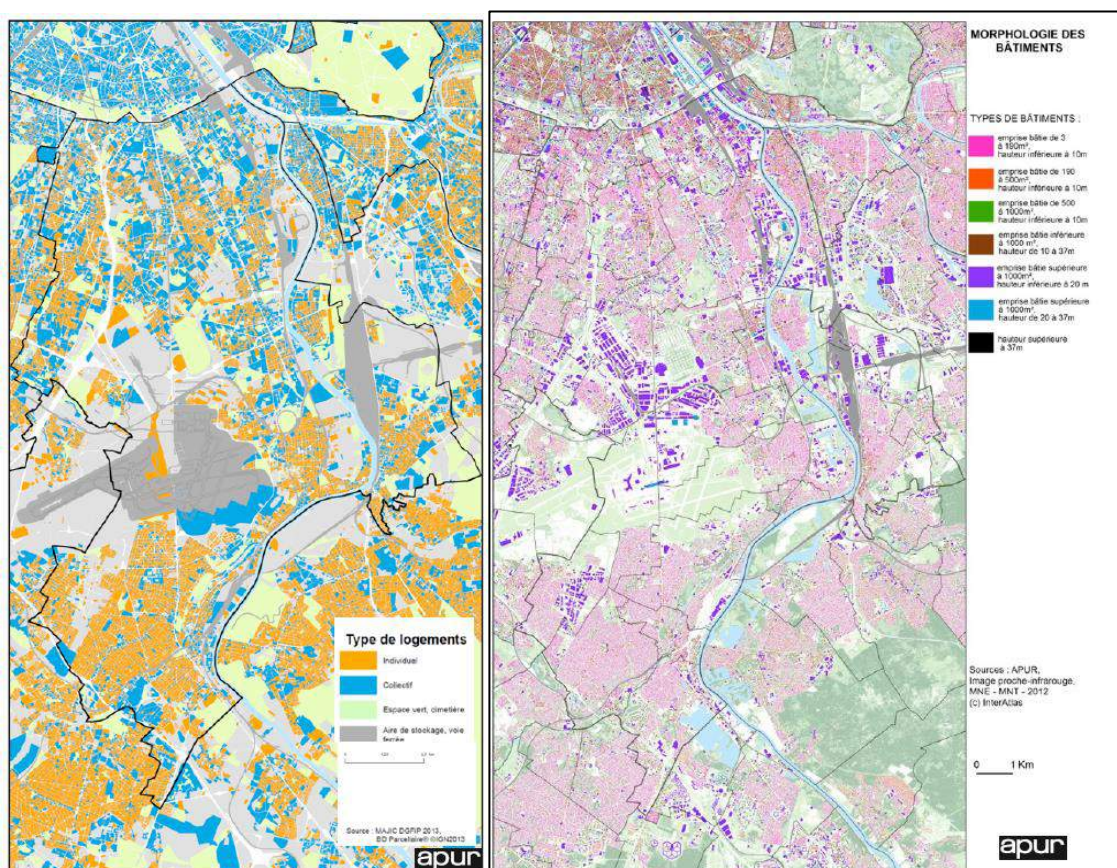 Type de logements
Individuel
Collectif
Espace vert, cimetière
Aire de stockage, voie
ferrée
0
Source : MAJIC DGFIP 2013,
BD Parcellaire® ©IGN2013
apur
MORPHOLOGIE DES
BÂTIMENTS
TYPES DE BÂTIMENTS :
emprise bâtie de 3
à 190m²,
hauteur inférieure à 10m
emprise bâtie de 190
à 500m²,
hauteur inférieure à 10m
emprise bâtie de 500
à 1000m²,
hauteur inférieure à 10m
emprise bâtie inférieure
à 1000 m²,
hauteur de 10 à 37m
emprise bâtie supérieure
à 1000m²,
hauteur inférieure à 20 m
emprise bâtie supérieure
à 1000m²,
hauteur de 20 à 37m
hauteur supérieure
à 37m
Sources : APUR,
Image proche-infrarouge,
MNE - MNT - 2012
(c) InterAtlas
0 1 Km
apur